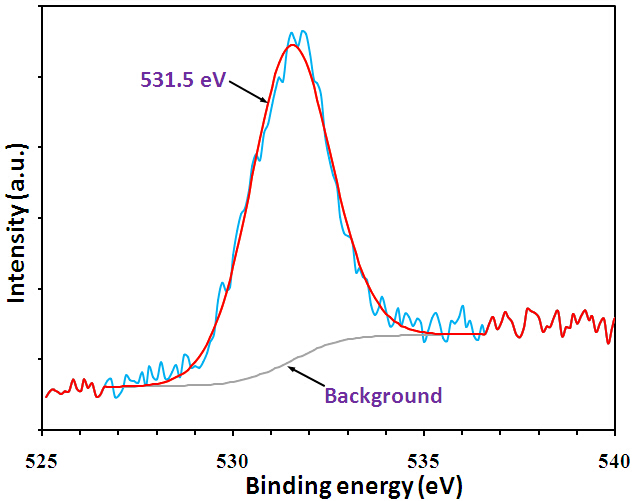 531.5 eV
Intensity (a.u.)
Background
525 530 535 540
Binding energy (eV)